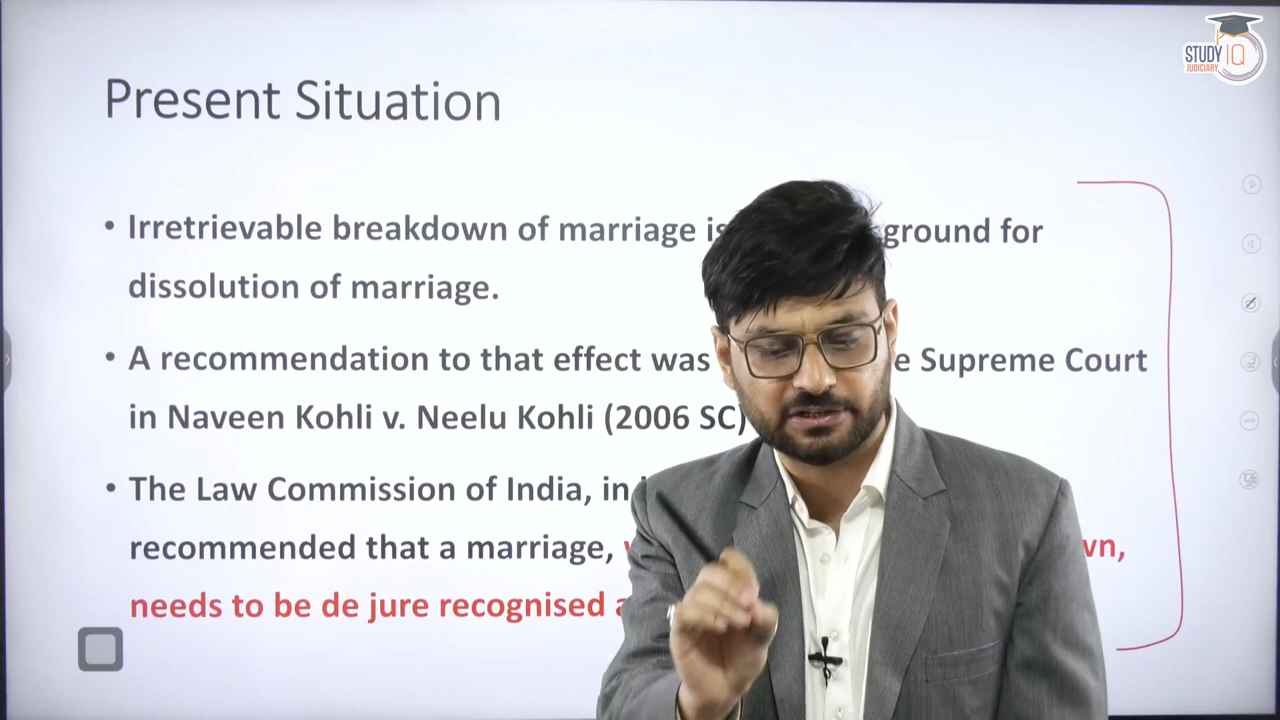 STUDY IQ
JUDICIARY
Present Situation
• Irretrievable breakdown of marriage is ground for
dissolution of marriage.
• A recommendation to that effect was Supreme Court
in Naveen Kohli v. Neelu Kohli (2006 SC)
• The Law Commission of India, in
recommended that a marriage,
needs to be de jure recognised